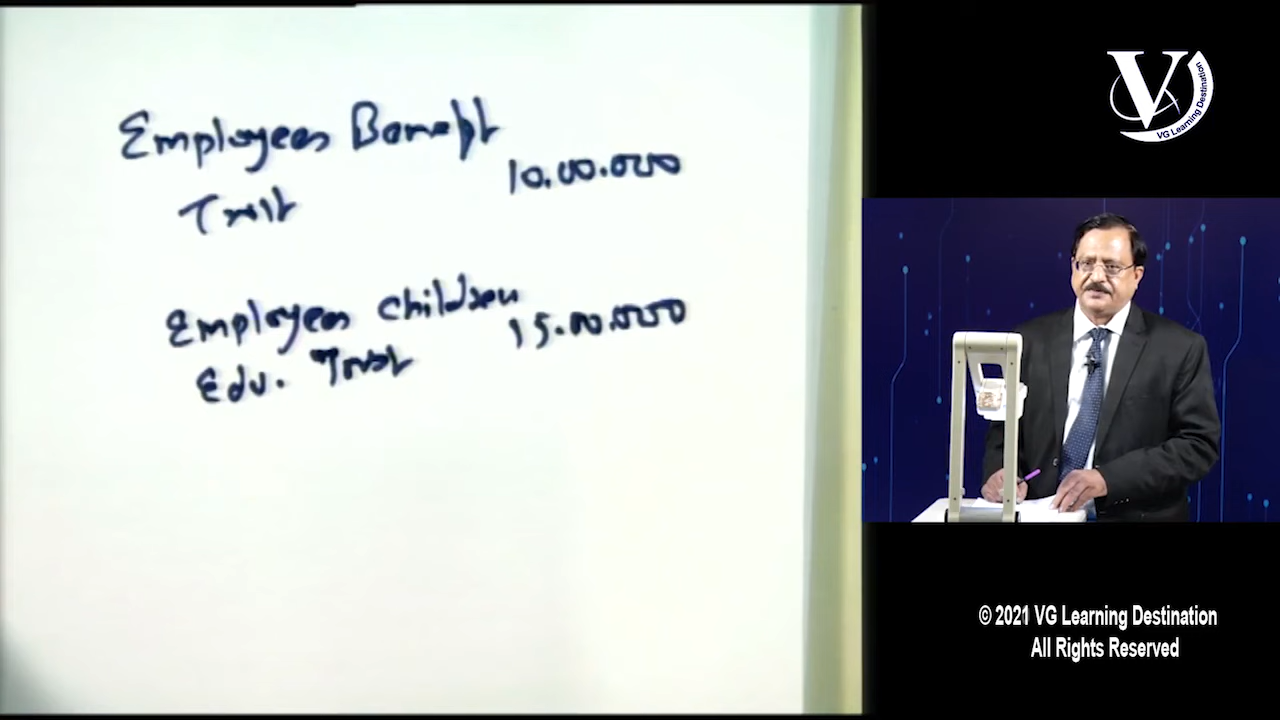 Employees Benefit
10,00,000
Trust
Employees children
15,00,000
Edu. Trust
V
VG Learning Destination
© 2021 VG Learning Destination
All Rights Reserved